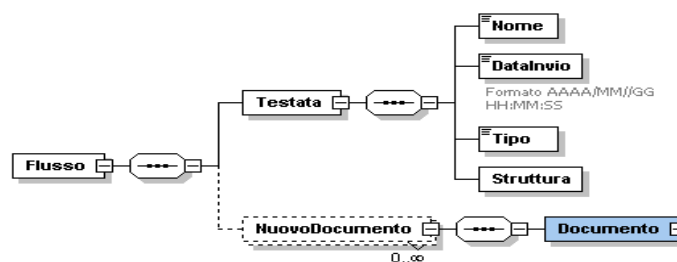 Nome
DataInvio
Formato AAAA/MM//GG
HH:MM:SS
Testata
Tipo
Flusso
Struttura
NuovoDocumento
Documento
0..∞